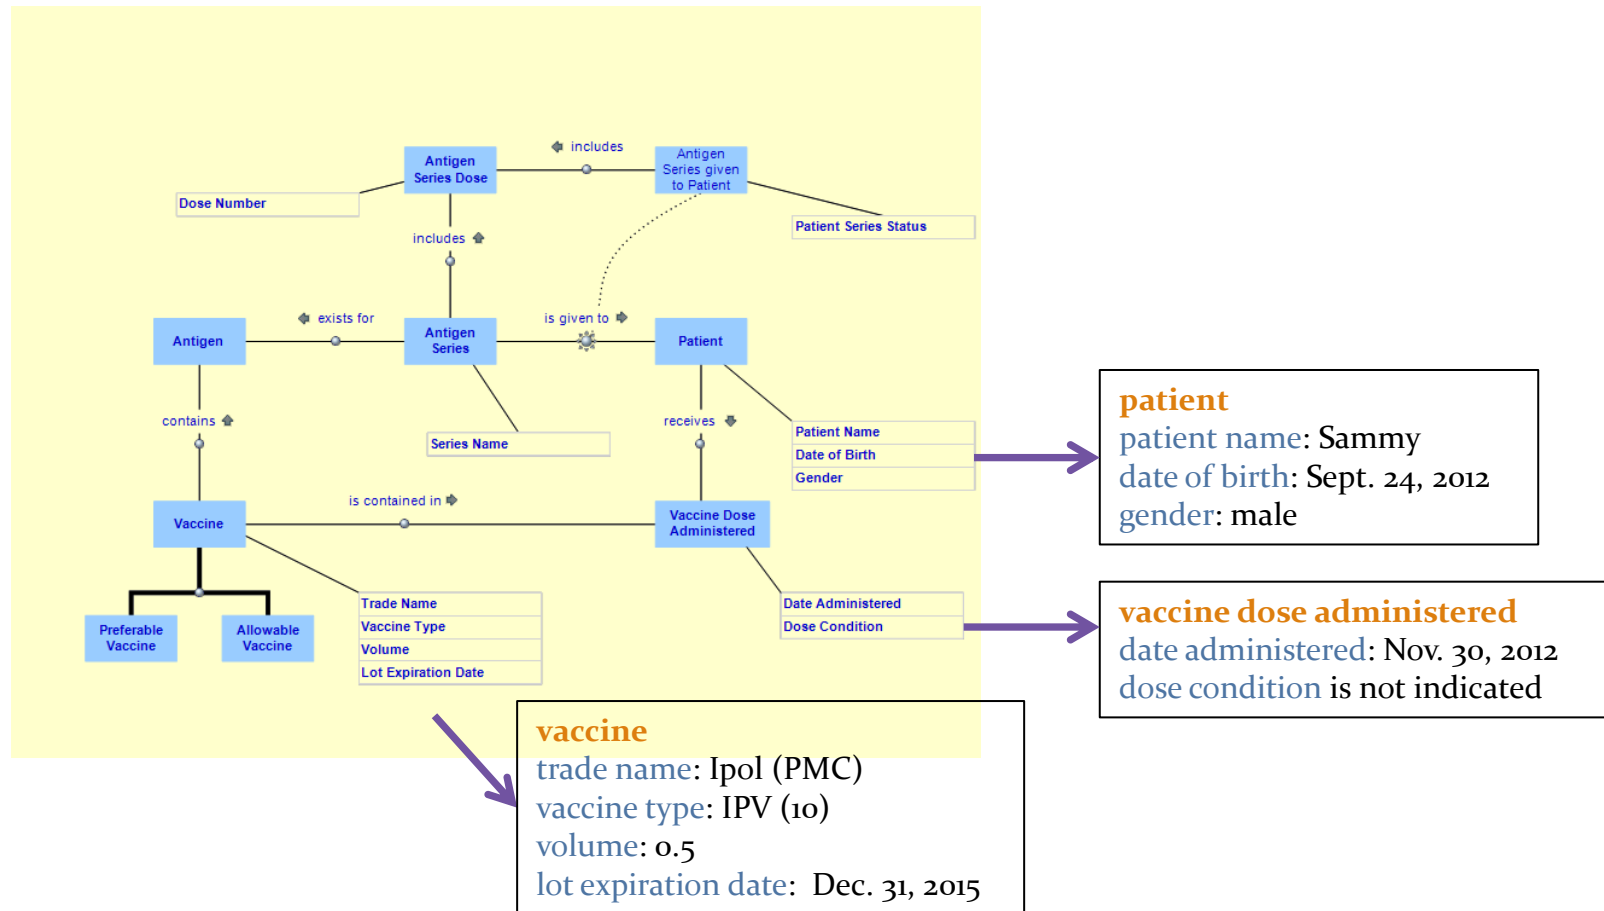 includes
Antigen
Series Dose
Antigen
Series given
to Patient
Dose Number
Patient Series Status
includes
exists for
is given to
Antigen
Antigen
Series
Patient
contains
receives
Series Name
Patient Name
Date of Birth
Gender
is contained in
Vaccine
Vaccine Dose
Administered
Trade Name
Vaccine Type
Volume
Lot Expiration Date
Date Administered
Dose Condition
Preferable
Vaccine
Allowable
Vaccine
patient
patient name: Sammy
date of birth: Sept. 24, 2012
gender: male
vaccine dose administered
date administered: Nov. 30, 2012
dose condition is not indicated
vaccine
trade name: Ipol (PMC)
vaccine type: IPV (10)
volume: 0.5
lot expiration date: Dec. 31, 2015